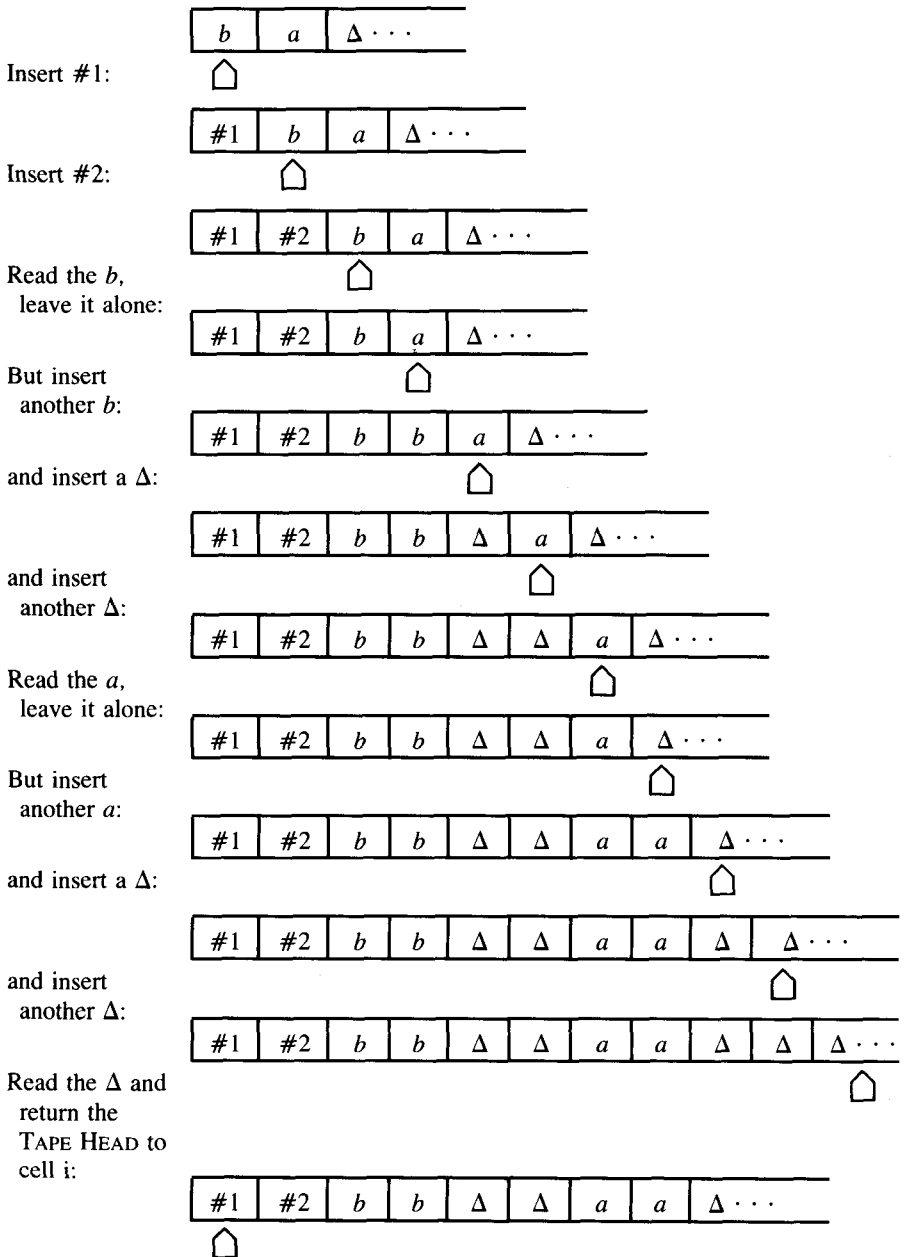 b a Δ · · ·
Insert #1:
#1 b a Δ · · ·
Insert #2:
#1 #2 b a Δ · · ·
Read the b,
leave it alone:
#1 #2 b a Δ · · ·
But insert
another b:
#1 #2 b b a Δ · · ·
and insert a Δ:
#1 #2 b b Δ a Δ · · ·
and insert
another Δ:
#1 #2 b b Δ Δ a Δ · · ·
Read the a,
leave it alone:
#1 #2 b b Δ Δ a Δ · · ·
But insert
another a:
#1 #2 b b Δ Δ a a Δ · · ·
and insert a Δ:
#1 #2 b b Δ Δ a a Δ Δ · · ·
and insert
another Δ:
#1 #2 b b Δ Δ a a Δ Δ Δ · · ·
Read the Δ and
return the
TAPE HEAD to
cell i:
#1 #2 b b Δ Δ a a Δ · · ·